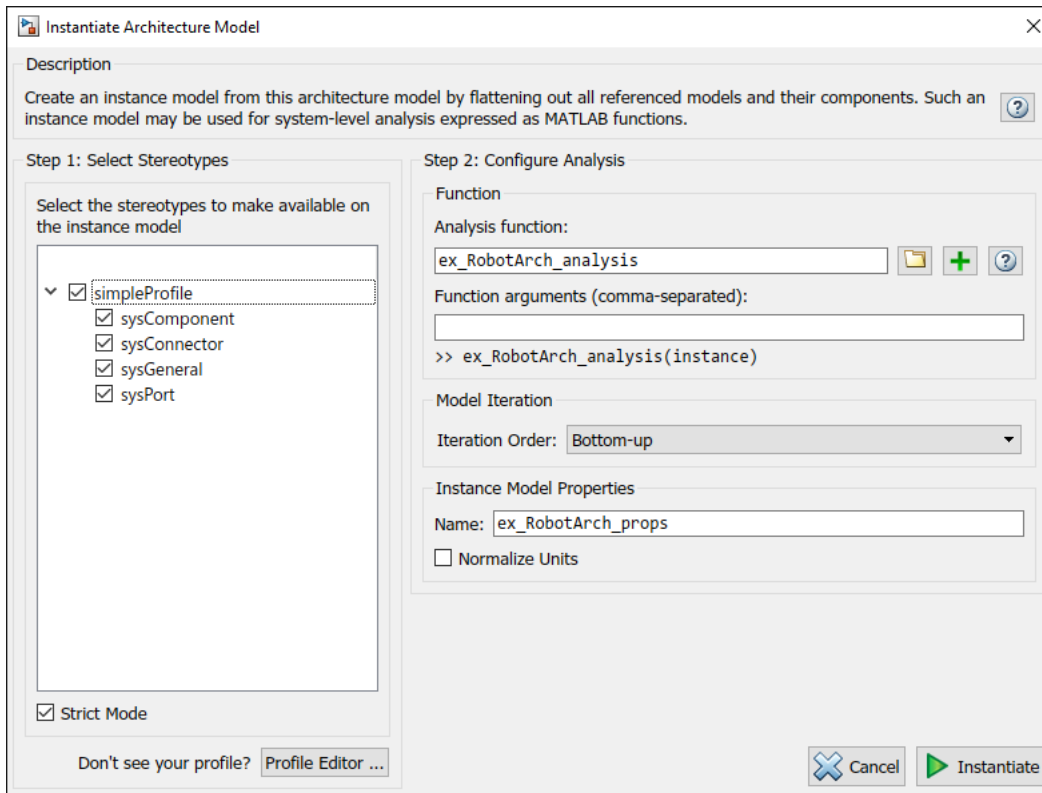 Instantiate Architecture Model
Description
Create an instance model from this architecture model by flattening out all referenced models and their components. Such an
instance model may be used for system-level analysis expressed as MATLAB functions.
Step 1: Select Stereotypes
Select the stereotypes to make available on
the instance model
simpleProfile
sysComponent
sysConnector
sysGeneral
sysPort
Strict Mode
Don't see your profile? Profile Editor ...
Step 2: Configure Analysis
Function
Analysis function:
ex_RobotArch_analysis
Function arguments (comma-separated):
>> ex_RobotArch_analysis(instance)
Model Iteration
Iteration Order: Bottom-up
Instance Model Properties
Name: ex_RobotArch_props
Normalize Units
Cancel Instantiate